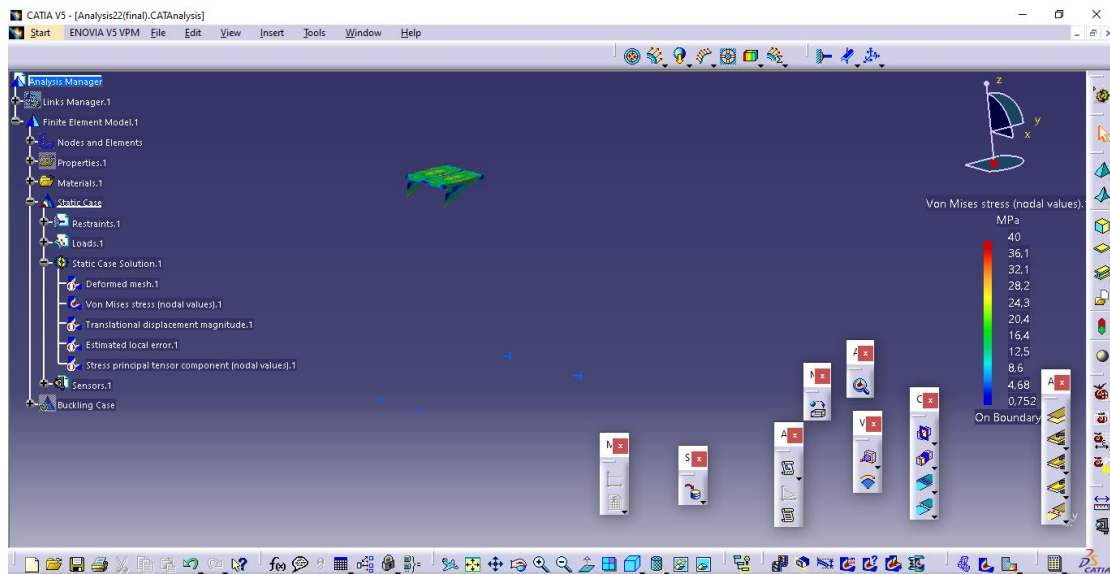 CATIA V5 - [Analysis22(final).CATAnalysis]
Start ENOVIA V5 VPM File Edit View Insert Tools Window Help
Analysis Manager
Links Manager.1
Finite Element Model.1
Nodes and Elements
Properties.1
Materials.1
Static Case
Restraints.1
Loads.1
Static Case Solution.1
Deformed mesh.1
Von Mises stress (nodal values).1
Translational displacement magnitude.1
Estimated local error.1
Stress principal tensor component (nodal values).1
Sensors.1
Buckling Case
z
y
x
Von Mises stress (nodal values).1
MPa
40
36,1
32,1
28,2
24,3
20,4
16,4
12,5
8,6
4,68
0,752
On Boundary
M x
S x
A x
M x
A x
V x
C x
A x
y
f(x)
CATIA